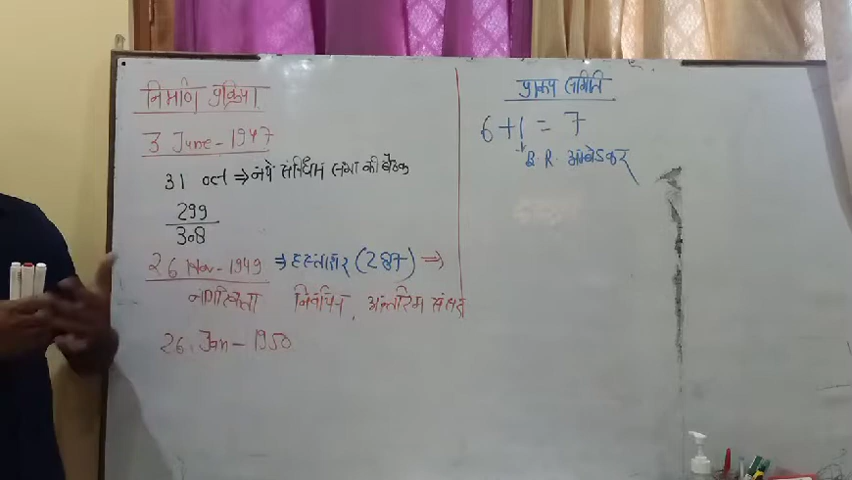 निर्माण प्रक्रिया
3 June - 1947
31 Oct ⇒ नये संविधान सभा की बैठक
299
308
26 Nov - 1949 ⇒ हस्ताक्षर (287) ⇒
नागरिकता निर्वाचन, अन्तरिम संसद
26. Jan - 1950
प्रारूप समिति
6 + 1 = 7
B. R. अम्बेडकर